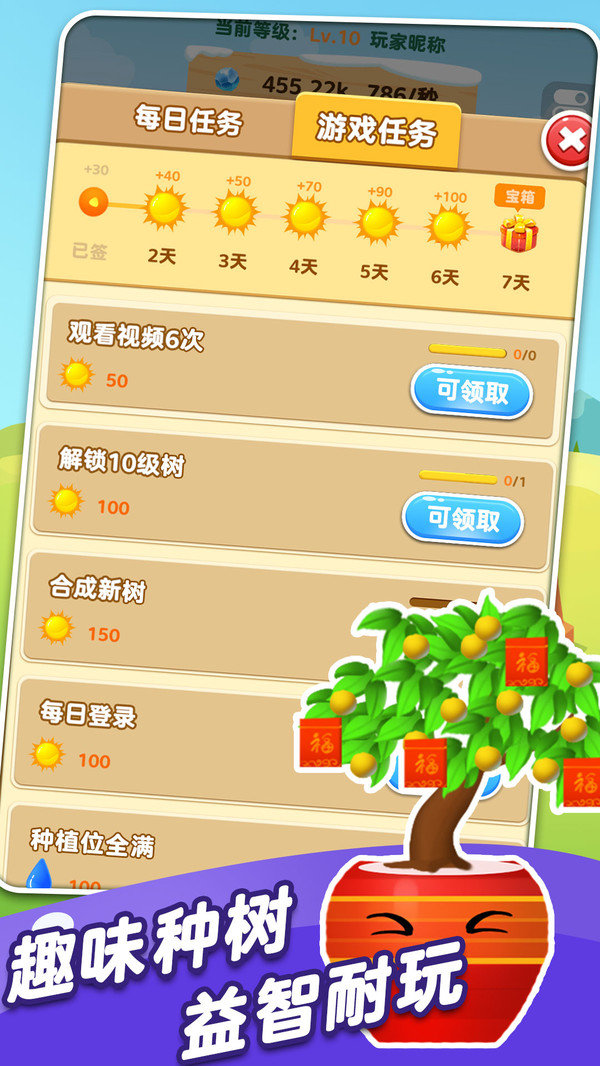 当前等级：Lv.10 玩家昵称
455.22k 786/秒
每日任务 游戏任务
+30 +40 +50 +70 +90 +100 宝箱
已签 2天 3天 4天 5天 6天 7天
观看视频6次
0/0
50
可领取
解锁10级树
0/1
100
可领取
合成新树
150
每日登录
100
种植位全满
100
福
福
福
福
趣味种树
益智耐玩